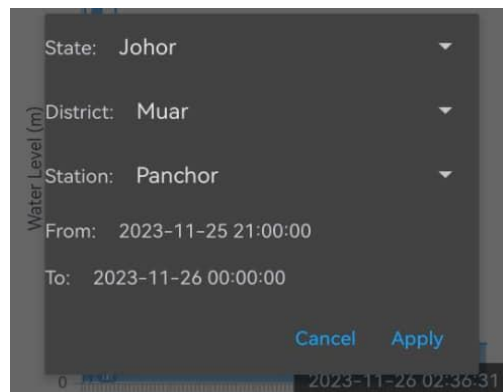 State: Johor
District: Muar
Water Level (m)
Station: Panchor
From: 2023-11-25 21:00:00
To: 2023-11-26 00:00:00
Cancel Apply
0
2023-11-26 02:36:31